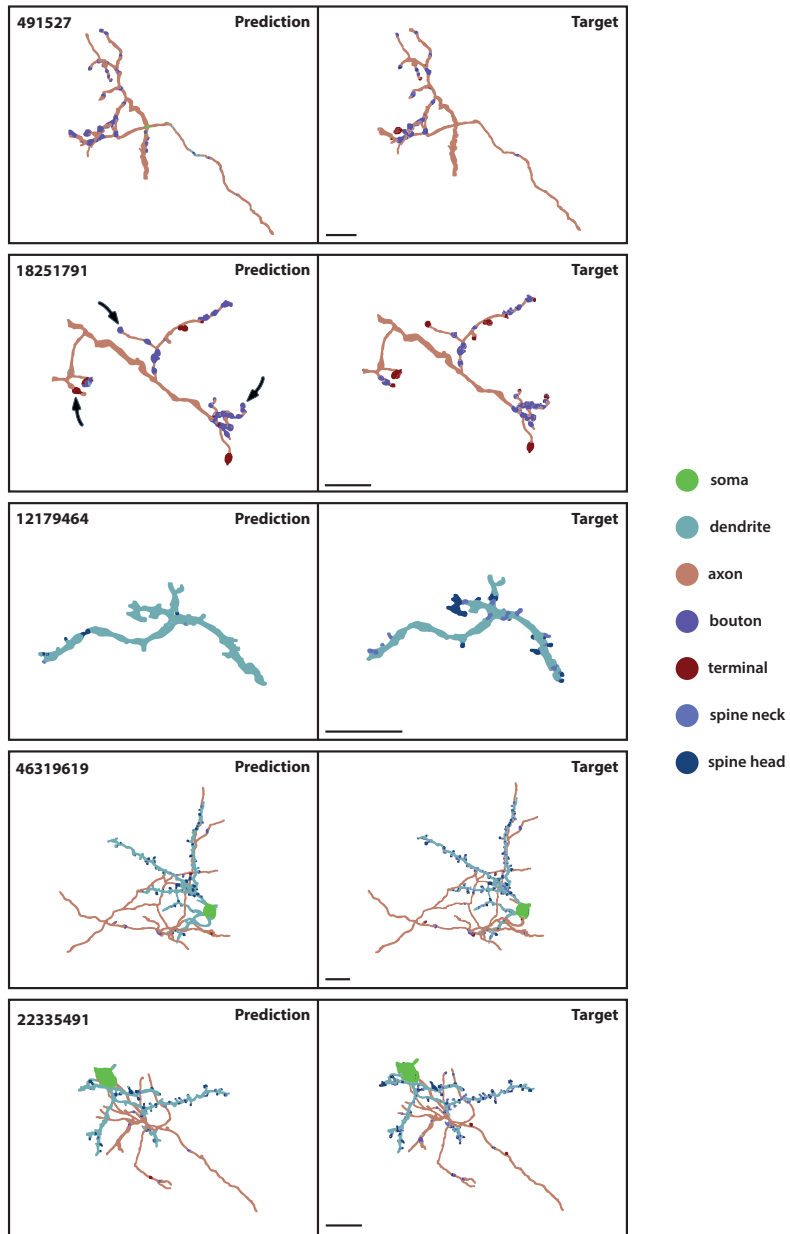 491527 Prediction Target
18251791 Prediction Target
12179464 Prediction Target
46319619 Prediction Target
22335491 Prediction Target
soma
dendrite
axon
bouton
terminal
spine neck
spine head